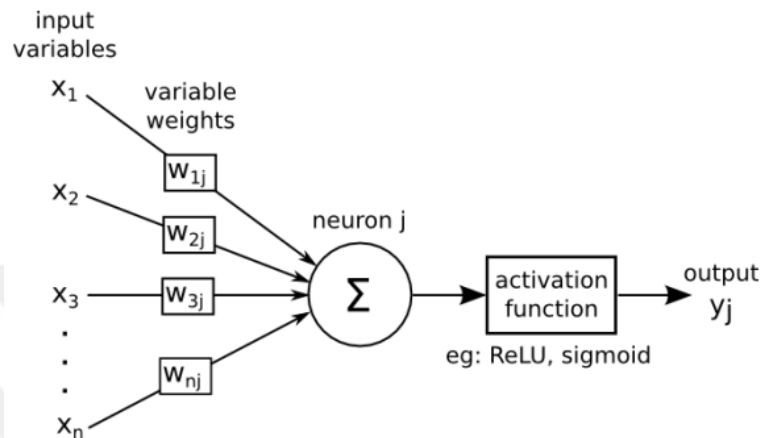 input
variables
x₁
variable
weights
w₁ⱼ
x₂
w₂ⱼ
neuron j
x₃
w₃ⱼ
Σ
activation
function
output
yⱼ
eg: ReLU, sigmoid
.
.
.
wₙⱼ
xₙ